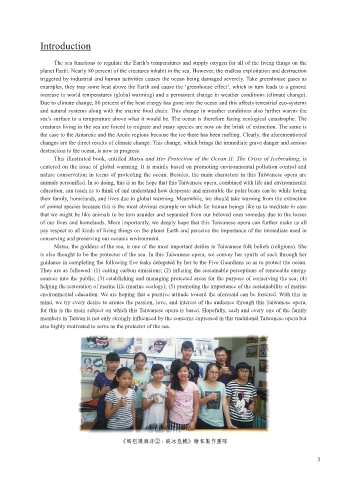 Introduction
The sea functions to regulate the Earth's temperatures and supply oxygen for all of the living things on the
planet Earth. Nearly 80 percent of the creatures inhabit in the sea. However, the endless exploitation and destruction
triggered by industrial and human activities causes the ocean being damaged severely. Take greenhouse gases as
examples, they trap some heat above the Earth and cause the 'greenhouse effect', which in turn leads to a general
increase in world temperatures (global warming) and a permanent change in weather conditions (climate change).
Due to climate change, 80 percent of the heat energy has gone into the ocean and this affects terrestrial eco-systems
and natural systems along with the marine food chain. This change in weather conditions also further warms the
sea's surface to a temperature above what it would be. The ocean is therefore facing ecological catastrophe. The
creatures living in the sea are forced to migrate and many species are now on the brink of extinction. The same is
the case to the Antarctic and the Arctic regions because the ice there has been melting. Clearly, the aforementioned
changes are the direct results of climate change. This change, which brings the immediate grave danger and serious
destruction to the ocean, is now in progress.
This illustrated book, entitled Matsu and Her Protection of the Ocean II: The Crisis of Icebreaking, is
centered on the issue of global warming. It is mainly based on promoting environmental pollution control and
nature conservation in terms of protecting the ocean. Besides, the main characters in this Taiwanese opera are
animals personified. In so doing, this is in the hope that this Taiwanese opera, combined with life and environmental
education, can teach us to think of and understand how desperate and miserable the polar bears can be while losing
their family, homelands, and lives due to global warming. Meanwhile, we should take warning from the extinction
of animal species because this is the most obvious example on which for human beings like us to meditate in case
that we might be like animals to be torn asunder and separated from our beloved ones someday due to the losses
of our lives and homelands. More importantly, we deeply hope that this Taiwanese opera can further make us all
pay respect to all kinds of living things on the planet Earth and perceive the importance of the immediate need in
conserving and preserving our oceanic environment.
Matsu, the goddess of the sea, is one of the most important deities in Taiwanese folk beliefs (religions). She
is also thought to be the protector of the sea. In this Taiwanese opera, we convey her spirit of such through her
guidance in completing the following five tasks delegated by her to the Five Guardians so as to protect the ocean.
They are as followed: (1) cutting carbon emissions; (2) infusing the sustainable perceptions of renewable energy
sources into the public; (3) establishing and managing protected areas for the purpose of conserving the sea; (4)
helping the restoration of marine life (marine ecology); (5) promoting the importance of the sustainability of marine
environmental education. We are hoping that a positive attitude toward the aforesaid can be fostered. With this in
mind, we try every desire to arouse the passion, love, and interest of the audience through this Taiwanese opera,
for this is the main subject on which this Taiwanese opera is based. Hopefully, each and every one of the family
members in Taiwan is not only strongly influenced by the concerns expressed in this traditional Taiwanese opera but
also highly motivated to serve as the protector of the sea.
《媽祖護海洋②:破冰危機》繪本製作團隊
3